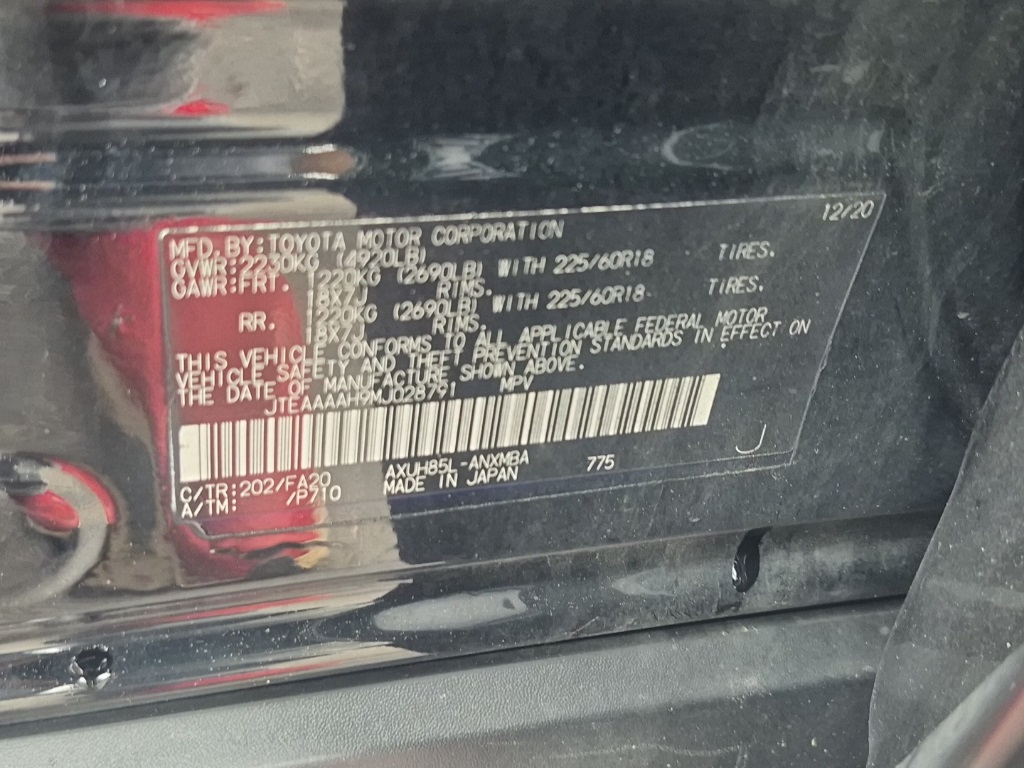 12/20
MFD. BY: TOYOTA MOTOR CORPORATION
GVWR: 2230KG (4920LB)
GAWR: FRT. 1220KG (2690LB) WITH 225/60R18 TIRES.
18X7J RIMS.
RR. 1220KG (2690LB) WITH 225/60R18 TIRES.
18X7J RIMS.
THIS VEHICLE CONFORMS TO ALL APPLICABLE FEDERAL MOTOR
VEHICLE SAFETY AND THEFT PREVENTION STANDARDS IN EFFECT ON
THE DATE OF MANUFACTURE SHOWN ABOVE.
JTEAAAAH9MJ028791 MPV
J
C/TR: 202/FA20 AXUH85L-ANXMBA 775
A/TM: /P710 MADE IN JAPAN